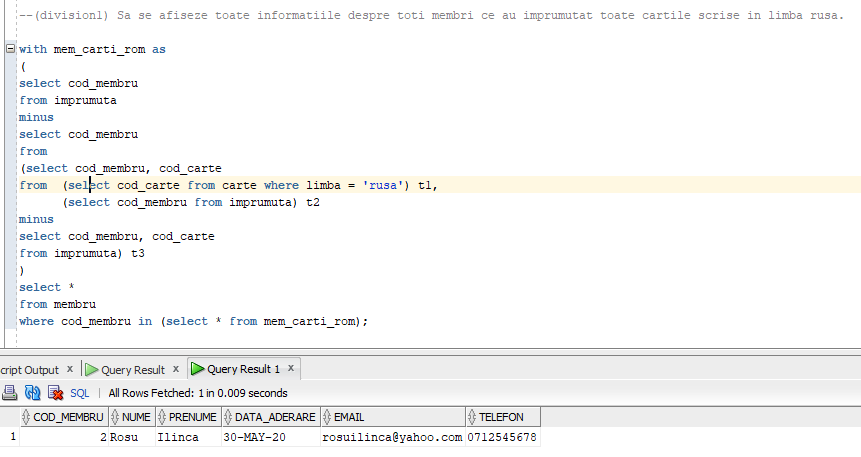 --(division1) Sa se afiseze toate informatiile despre toti membri ce au imprumutat toate cartile scrise in limba rusa.
with mem_carti_rom as
(
select cod_membru
from imprumuta
minus
select cod_membru
from
(select cod_membru, cod_carte
from  (select cod_carte from carte where limba = 'rusa') t1,
(select cod_membru from imprumuta) t2
minus
select cod_membru, cod_carte
from imprumuta) t3
)
select *
from membru
where cod_membru in (select * from mem_carti_rom);
cript Output x Query Result x Query Result 1 x
SQL | All Rows Fetched: 1 in 0.009 seconds
COD_MEMBRU NUME PRENUME DATA_ADERARE EMAIL TELEFON
1 2 Rosu Ilinca 30-MAY-20 rosuilinca@yahoo.com 0712545678